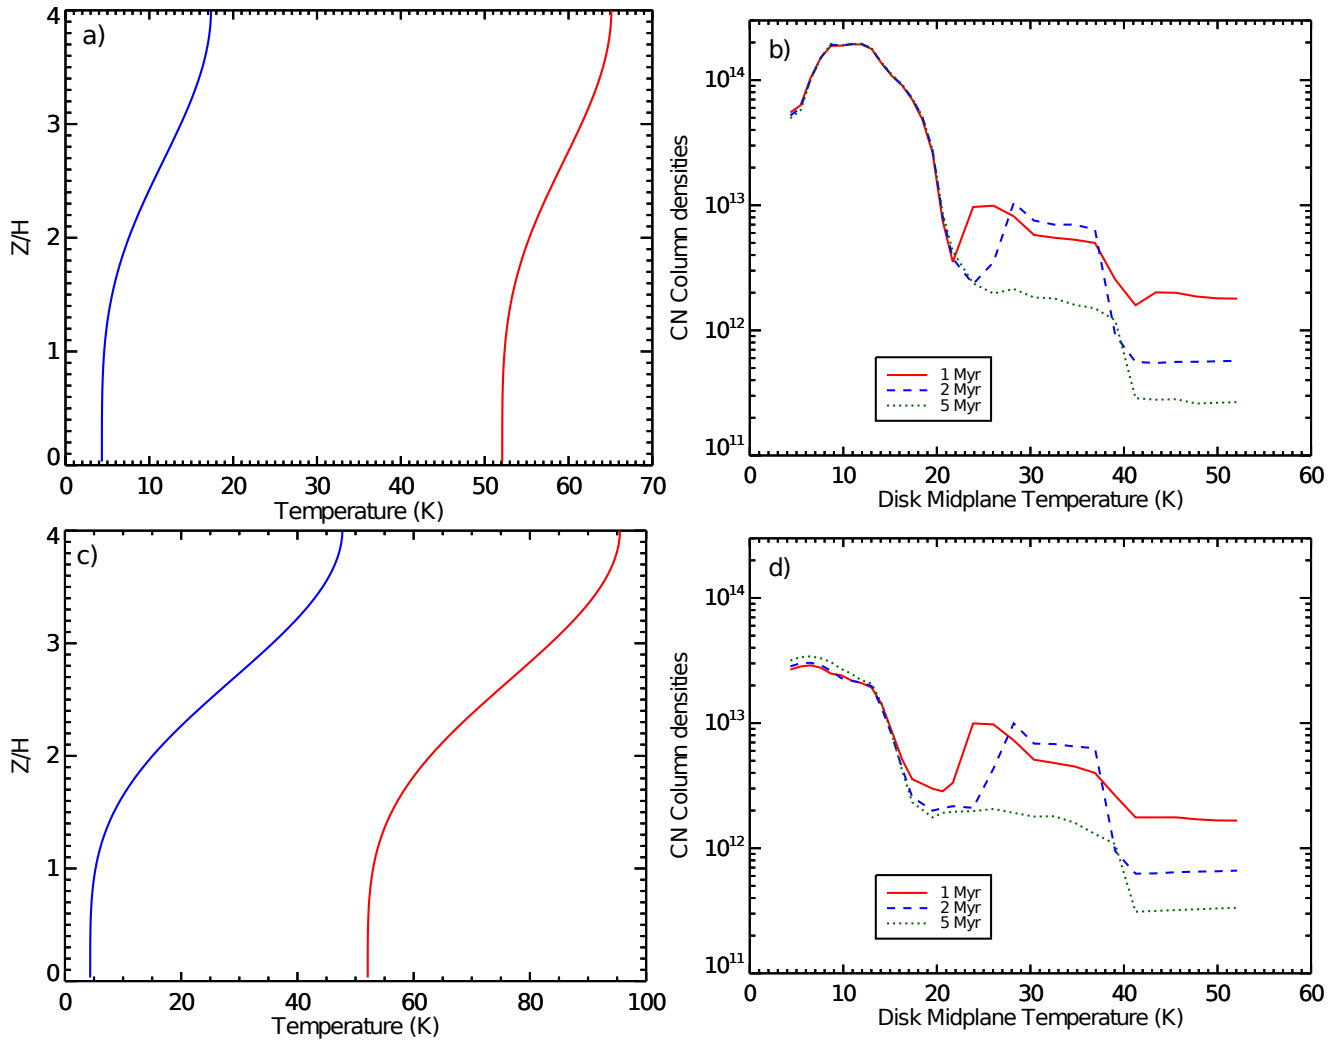 a)
4
3
2
1
0
Z/H
0 10 20 30 40 50 60 70
Temperature (K)
b)
10^14
10^13
10^12
10^11
CN Column densities
1 Myr
2 Myr
5 Myr
0 10 20 30 40 50 60
Disk Midplane Temperature (K)
c)
4
3
2
1
0
Z/H
0 20 40 60 80 100
Temperature (K)
d)
10^14
10^13
10^12
10^11
CN Column densities
1 Myr
2 Myr
5 Myr
0 10 20 30 40 50 60
Disk Midplane Temperature (K)